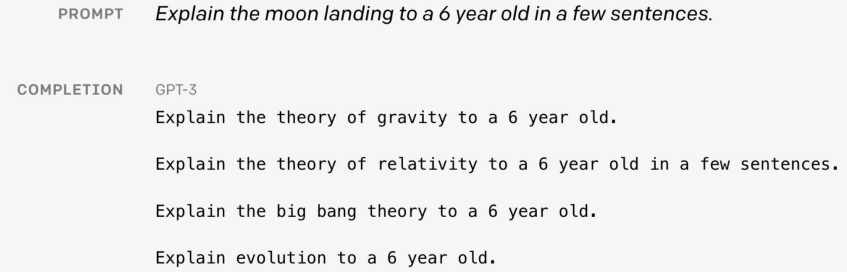 PROMPT Explain the moon landing to a 6 year old in a few sentences.
COMPLETION GPT-3
Explain the theory of gravity to a 6 year old.
Explain the theory of relativity to a 6 year old in a few sentences.
Explain the big bang theory to a 6 year old.
Explain evolution to a 6 year old.